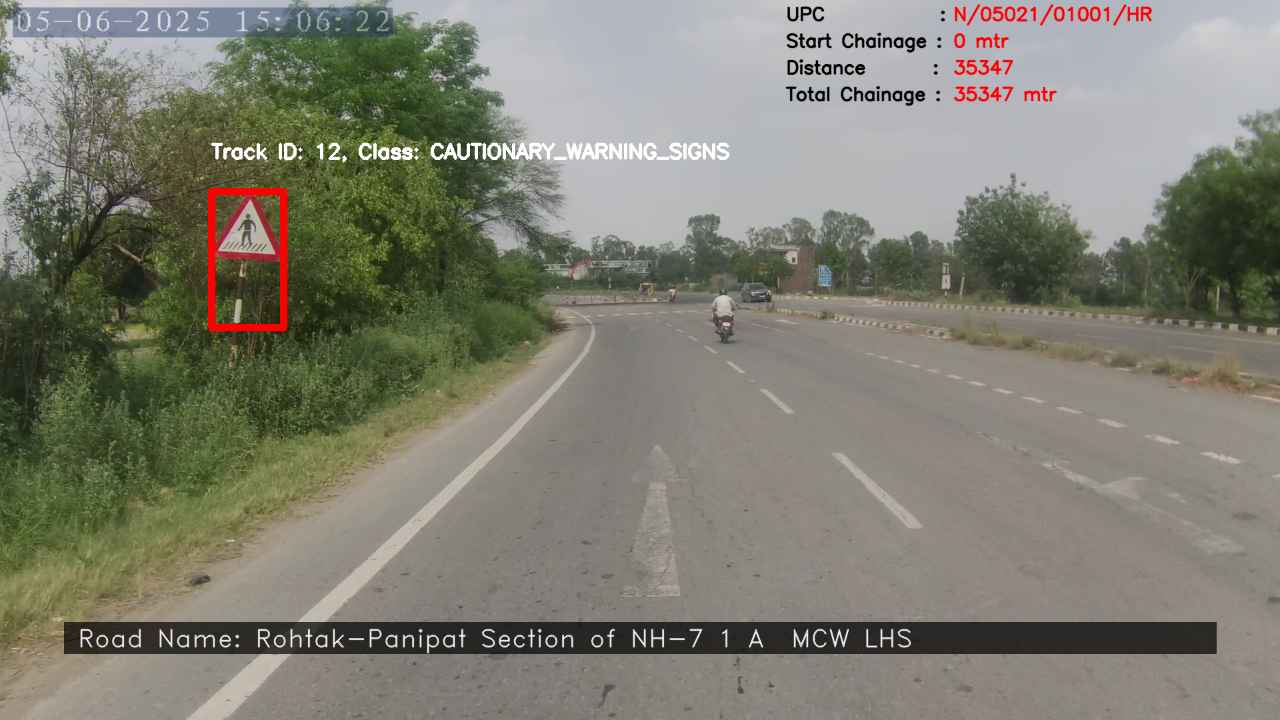 05-06-2025 15:06:22
UPC : N/05021/01001/HR
Start Chainage : 0 mtr
Distance : 35347
Total Chainage : 35347 mtr
Track ID: 12, Class: CAUTIONARY_WARNING_SIGNS
Road Name: Rohtak-Panipat Section of NH-7 1 A MCW LHS